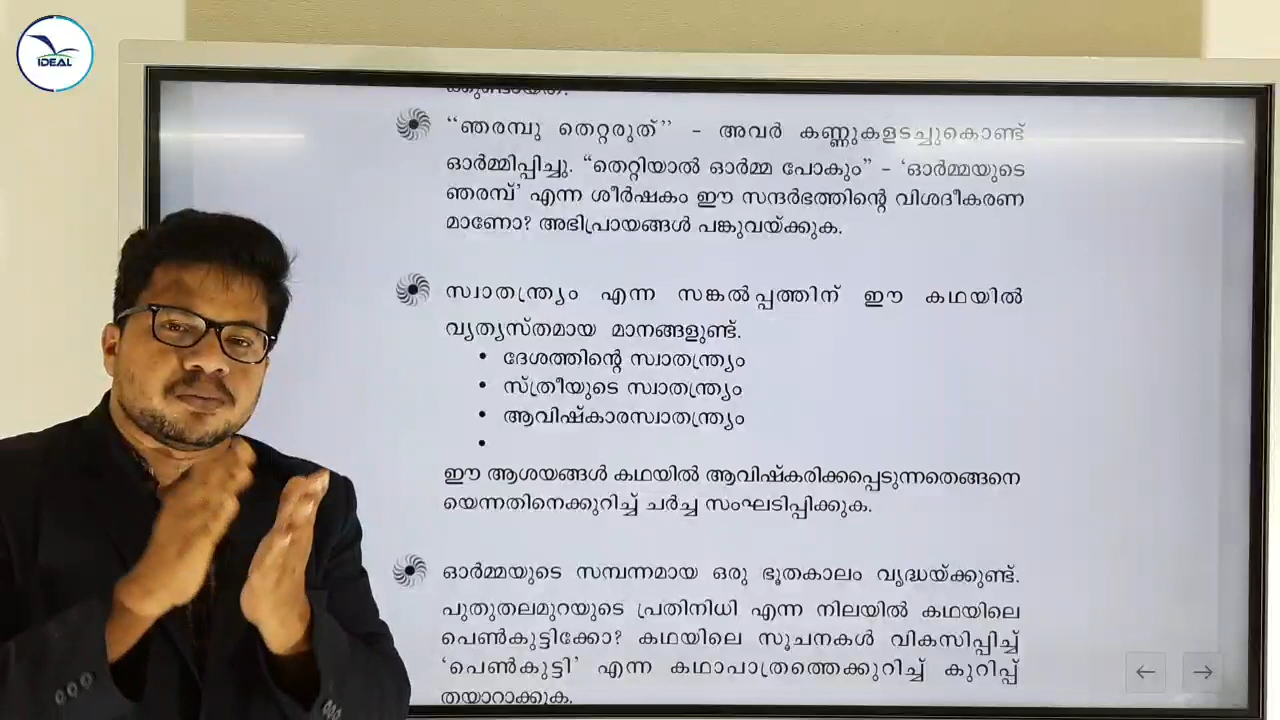 IDEAL
ക്കുണ്ടായത്.
“ഞരമ്പു തെറ്റരുത്” – അവർ കണ്ണുകളടച്ചുകൊണ്ട്
ഓർമ്മിപ്പിച്ചു. “തെറ്റിയാൽ ഓർമ്മ പോകും” – ‘ഓർമ്മയുടെ
ഞരമ്പ്’ എന്ന ശീർഷകം ഈ സന്ദർഭത്തിന്റെ വിശദീകരണ
മാണോ? അഭിപ്രായങ്ങൾ പങ്കുവയ്ക്കുക.
സ്വാതന്ത്ര്യം എന്ന സങ്കൽപ്പത്തിന് ഈ കഥയിൽ
വ്യത്യസ്തമായ മാനങ്ങളുണ്ട്.
• ദേശത്തിന്റെ സ്വാതന്ത്ര്യം
• സ്ത്രീയുടെ സ്വാതന്ത്ര്യം
• ആവിഷ്കാരസ്വാതന്ത്ര്യം
•
ഈ ആശയങ്ങൾ കഥയിൽ ആവിഷ്കരിക്കപ്പെടുന്നതെങ്ങനെ
യെന്നതിനെക്കുറിച്ച് ചർച്ച സംഘടിപ്പിക്കുക.
ഓർമ്മയുടെ സമ്പന്നമായ ഒരു ഭൂതകാലം വൃദ്ധയ്ക്കുണ്ട്.
പുതുതലമുറയുടെ പ്രതിനിധി എന്ന നിലയിൽ കഥയിലെ
പെൺകുട്ടിക്കോ? കഥയിലെ സൂചനകൾ വികസിപ്പിച്ച്
‘പെൺകുട്ടി’ എന്ന കഥാപാത്രത്തെക്കുറിച്ച് കുറിപ്പ്
തയാറാക്കുക.